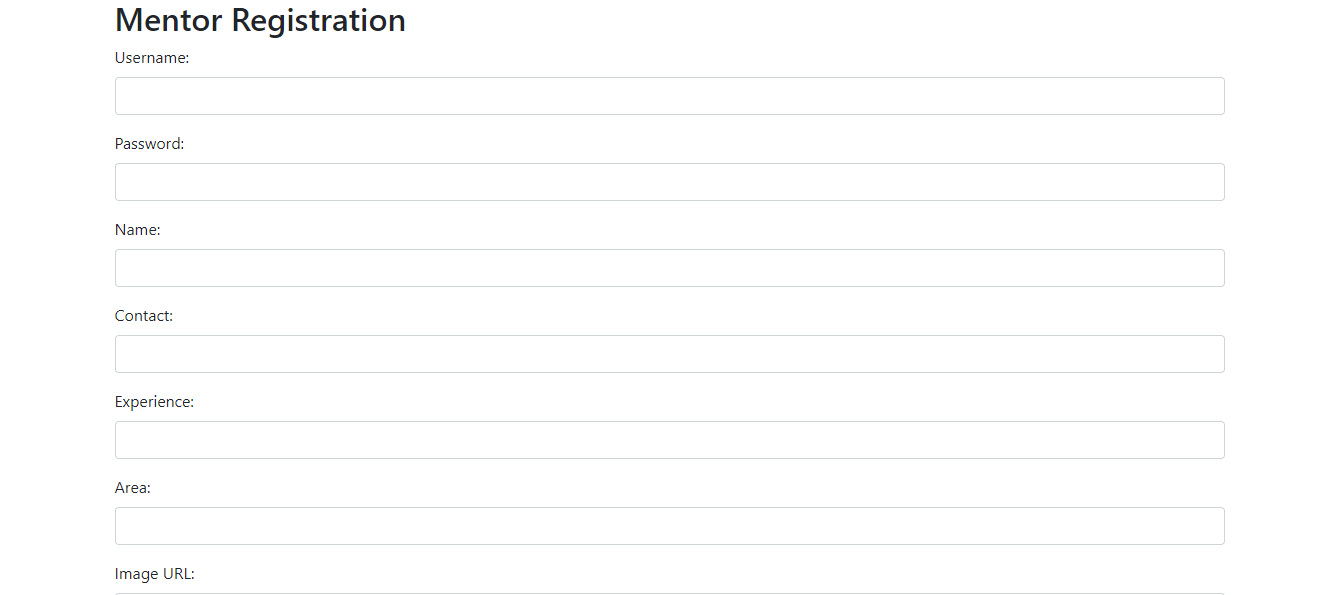 Mentor Registration
Username:
Password:
Name:
Contact:
Experience:
Area:
Image URL: